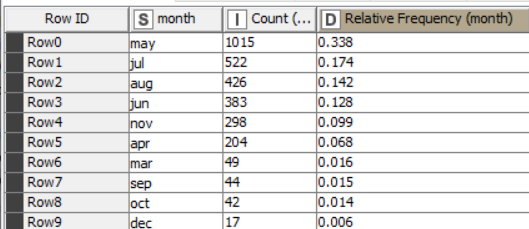 Row ID S month I Count (... D Relative Frequency (month)
Row0 may 1015 0.338
Row1 jul 522 0.174
Row2 aug 426 0.142
Row3 jun 383 0.128
Row4 nov 298 0.099
Row5 apr 204 0.068
Row6 mar 49 0.016
Row7 sep 44 0.015
Row8 oct 42 0.014
Row9 dec 17 0.006